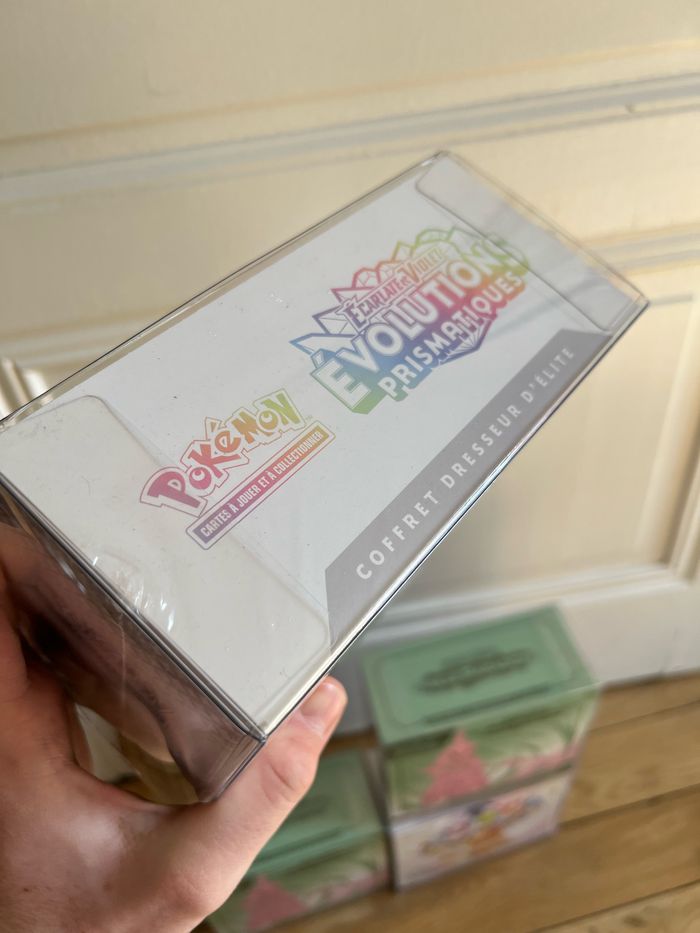 Pokémon
CARTES À JOUER ET À COLLECTIONNER
ÉCARLATE ET VIOLET
ÉVOLUTIONS
PRISMATIQUES
COFFRET DRESSEUR D'ÉLITE